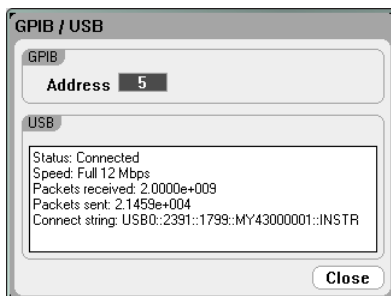 GPIB / USB
GPIB
Address 5
USB
Status: Connected
Speed: Full 12 Mbps
Packets received: 2.0000e+009
Packets sent: 2.1459e+004
Connect string: USB0::2391::1799::MY43000001::INSTR
Close